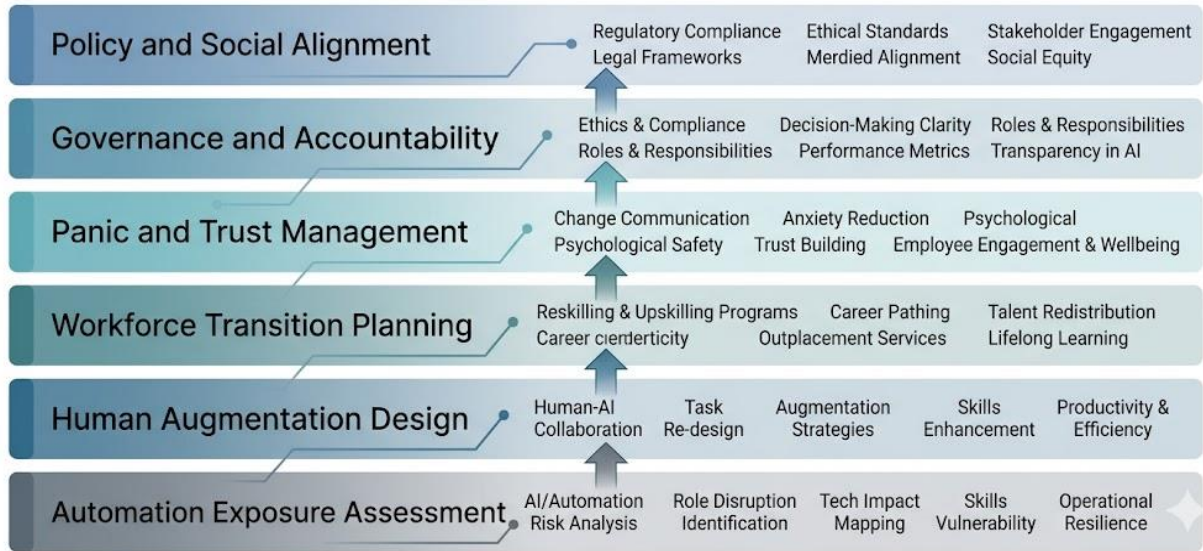 Policy and Social Alignment
Regulatory Compliance Ethical Standards Stakeholder Engagement
Legal Frameworks Merdied Alignment Social Equity
Governance and Accountability
Ethics & Compliance Decision-Making Clarity Roles & Responsibilities
Roles & Responsibilities Performance Metrics Transparency in AI
Panic and Trust Management
Change Communication Anxiety Reduction Psychological
Psychological Safety Trust Building Employee Engagement & Wellbeing
Workforce Transition Planning
Reskilling & Upskilling Programs Career Pathing Talent Redistribution
Career Outplacement Services Lifelong Learning
Human Augmentation Design
Human-AI Task Augmentation Skills Productivity &
Collaboration Re-design Strategies Enhancement Efficiency
Automation Exposure Assessment
AI/Automation Role Disruption Tech Impact Skills Operational
Risk Analysis Identification Mapping Vulnerability Resilience